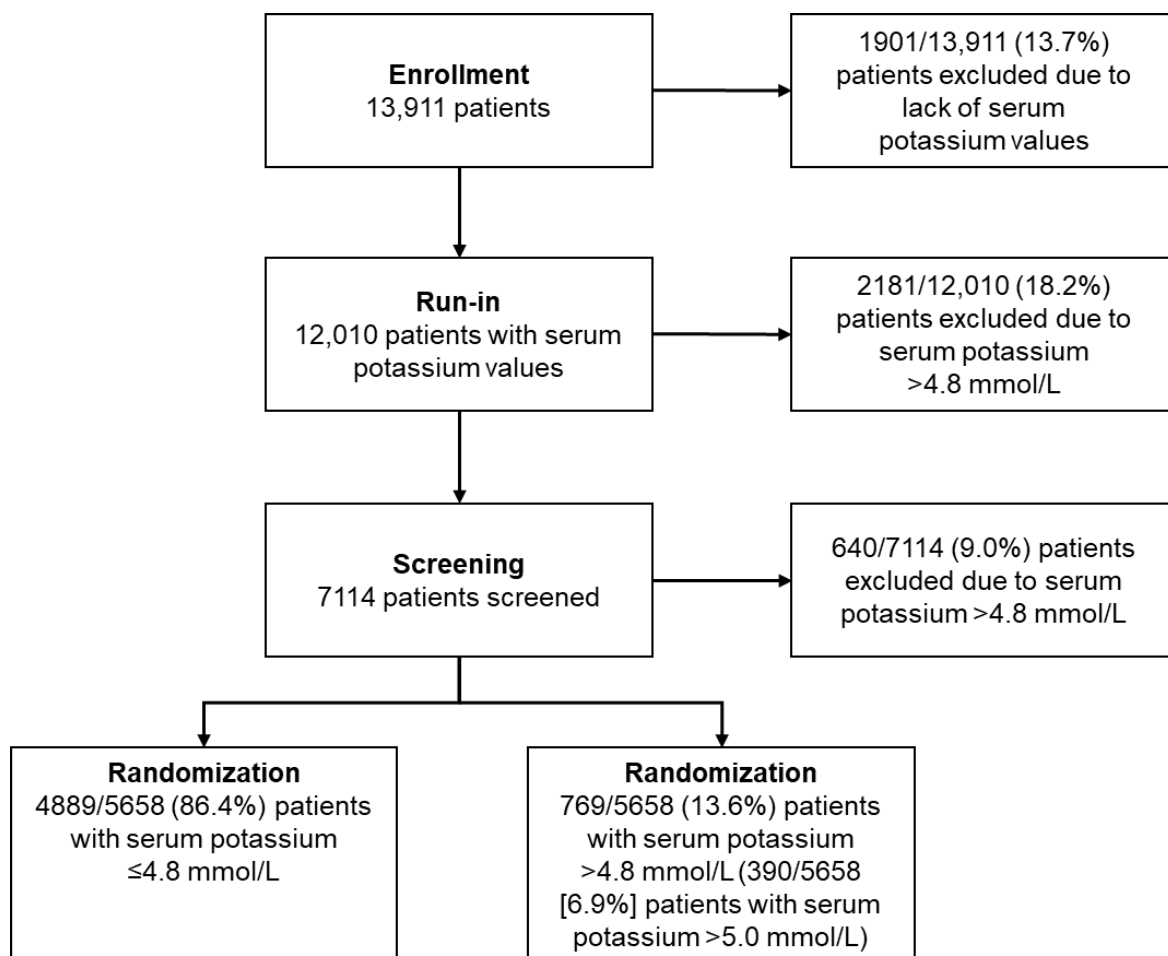 Enrollment
13,911 patients
1901/13,911 (13.7%)
patients excluded due to
lack of serum
potassium values
Run-in
12,010 patients with serum
potassium values
2181/12,010 (18.2%)
patients excluded due to
serum potassium
>4.8 mmol/L
Screening
7114 patients screened
640/7114 (9.0%) patients
excluded due to serum
potassium >4.8 mmol/L
Randomization
4889/5658 (86.4%) patients
with serum potassium
≤4.8 mmol/L
Randomization
769/5658 (13.6%) patients
with serum potassium
>4.8 mmol/L (390/5658
[6.9%] patients with serum
potassium >5.0 mmol/L)